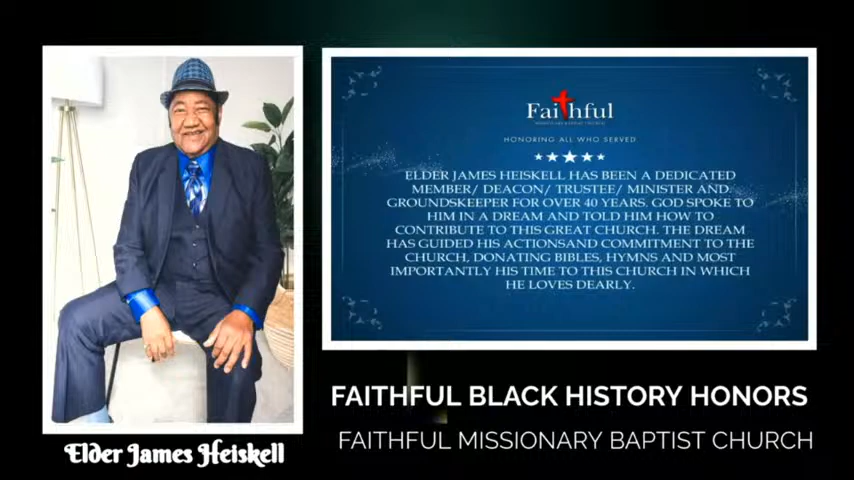 Faithful
HONORING ALL WHO SERVED
ELDER JAMES HEISKELL HAS BEEN A DEDICATED
MEMBER/ DEACON/ TRUSTEE/ MINISTER AND
GROUNDSKEEPER FOR OVER 40 YEARS. GOD SPOKE TO
HIM IN A DREAM AND TOLD HIM HOW TO
CONTRIBUTE TO THIS GREAT CHURCH. THE DREAM
HAS GUIDED HIS ACTIONSAND COMMITMENT TO THE
CHURCH, DONATING BIBLES, HYMNS AND MOST
IMPORTANTLY HIS TIME TO THIS CHURCH IN WHICH
HE LOVES DEARLY.
FAITHFUL BLACK HISTORY HONORS
FAITHFUL MISSIONARY BAPTIST CHURCH
Elder James Heiskell